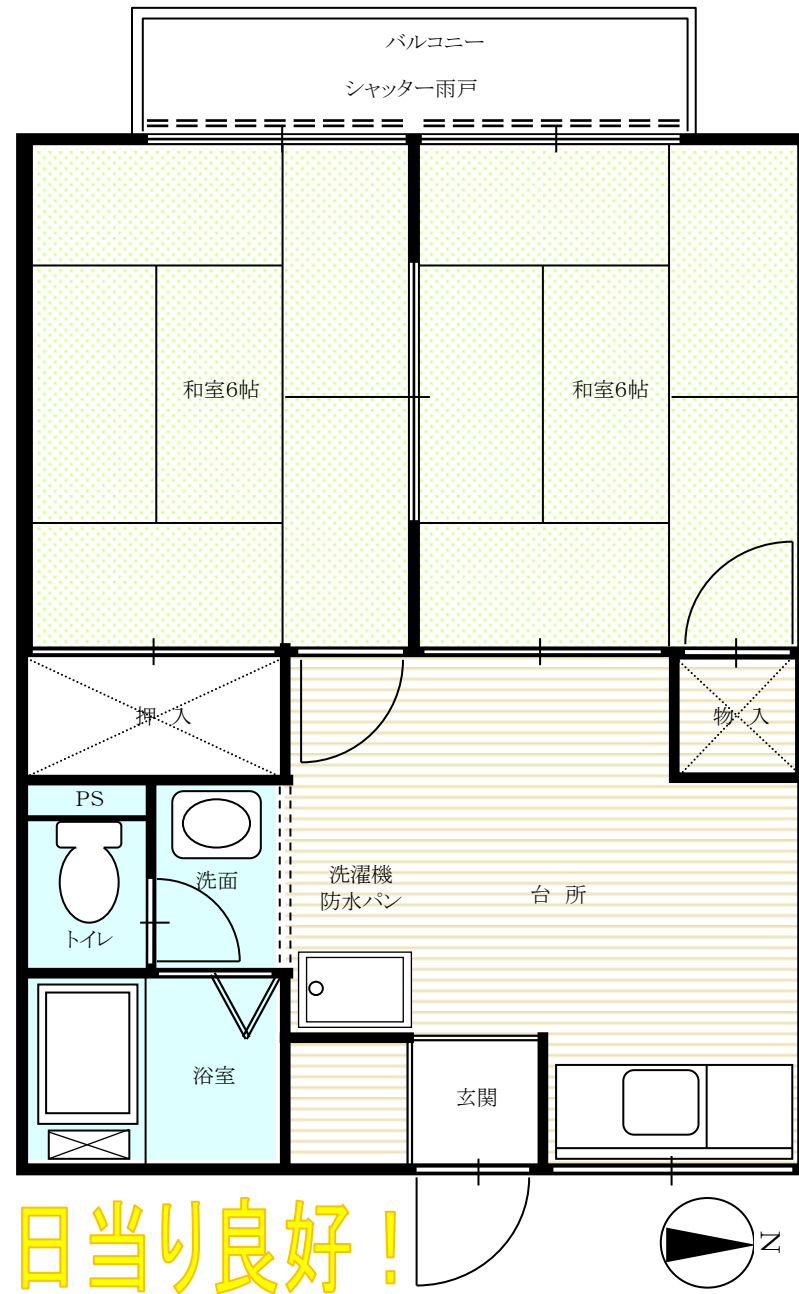 バルコニー
シャッター雨戸
和室6帖
和室6帖
押 入
物 入
PS
洗面
洗濯機
防水パン
台 所
トイレ
浴室
玄関
日当り良好！
N